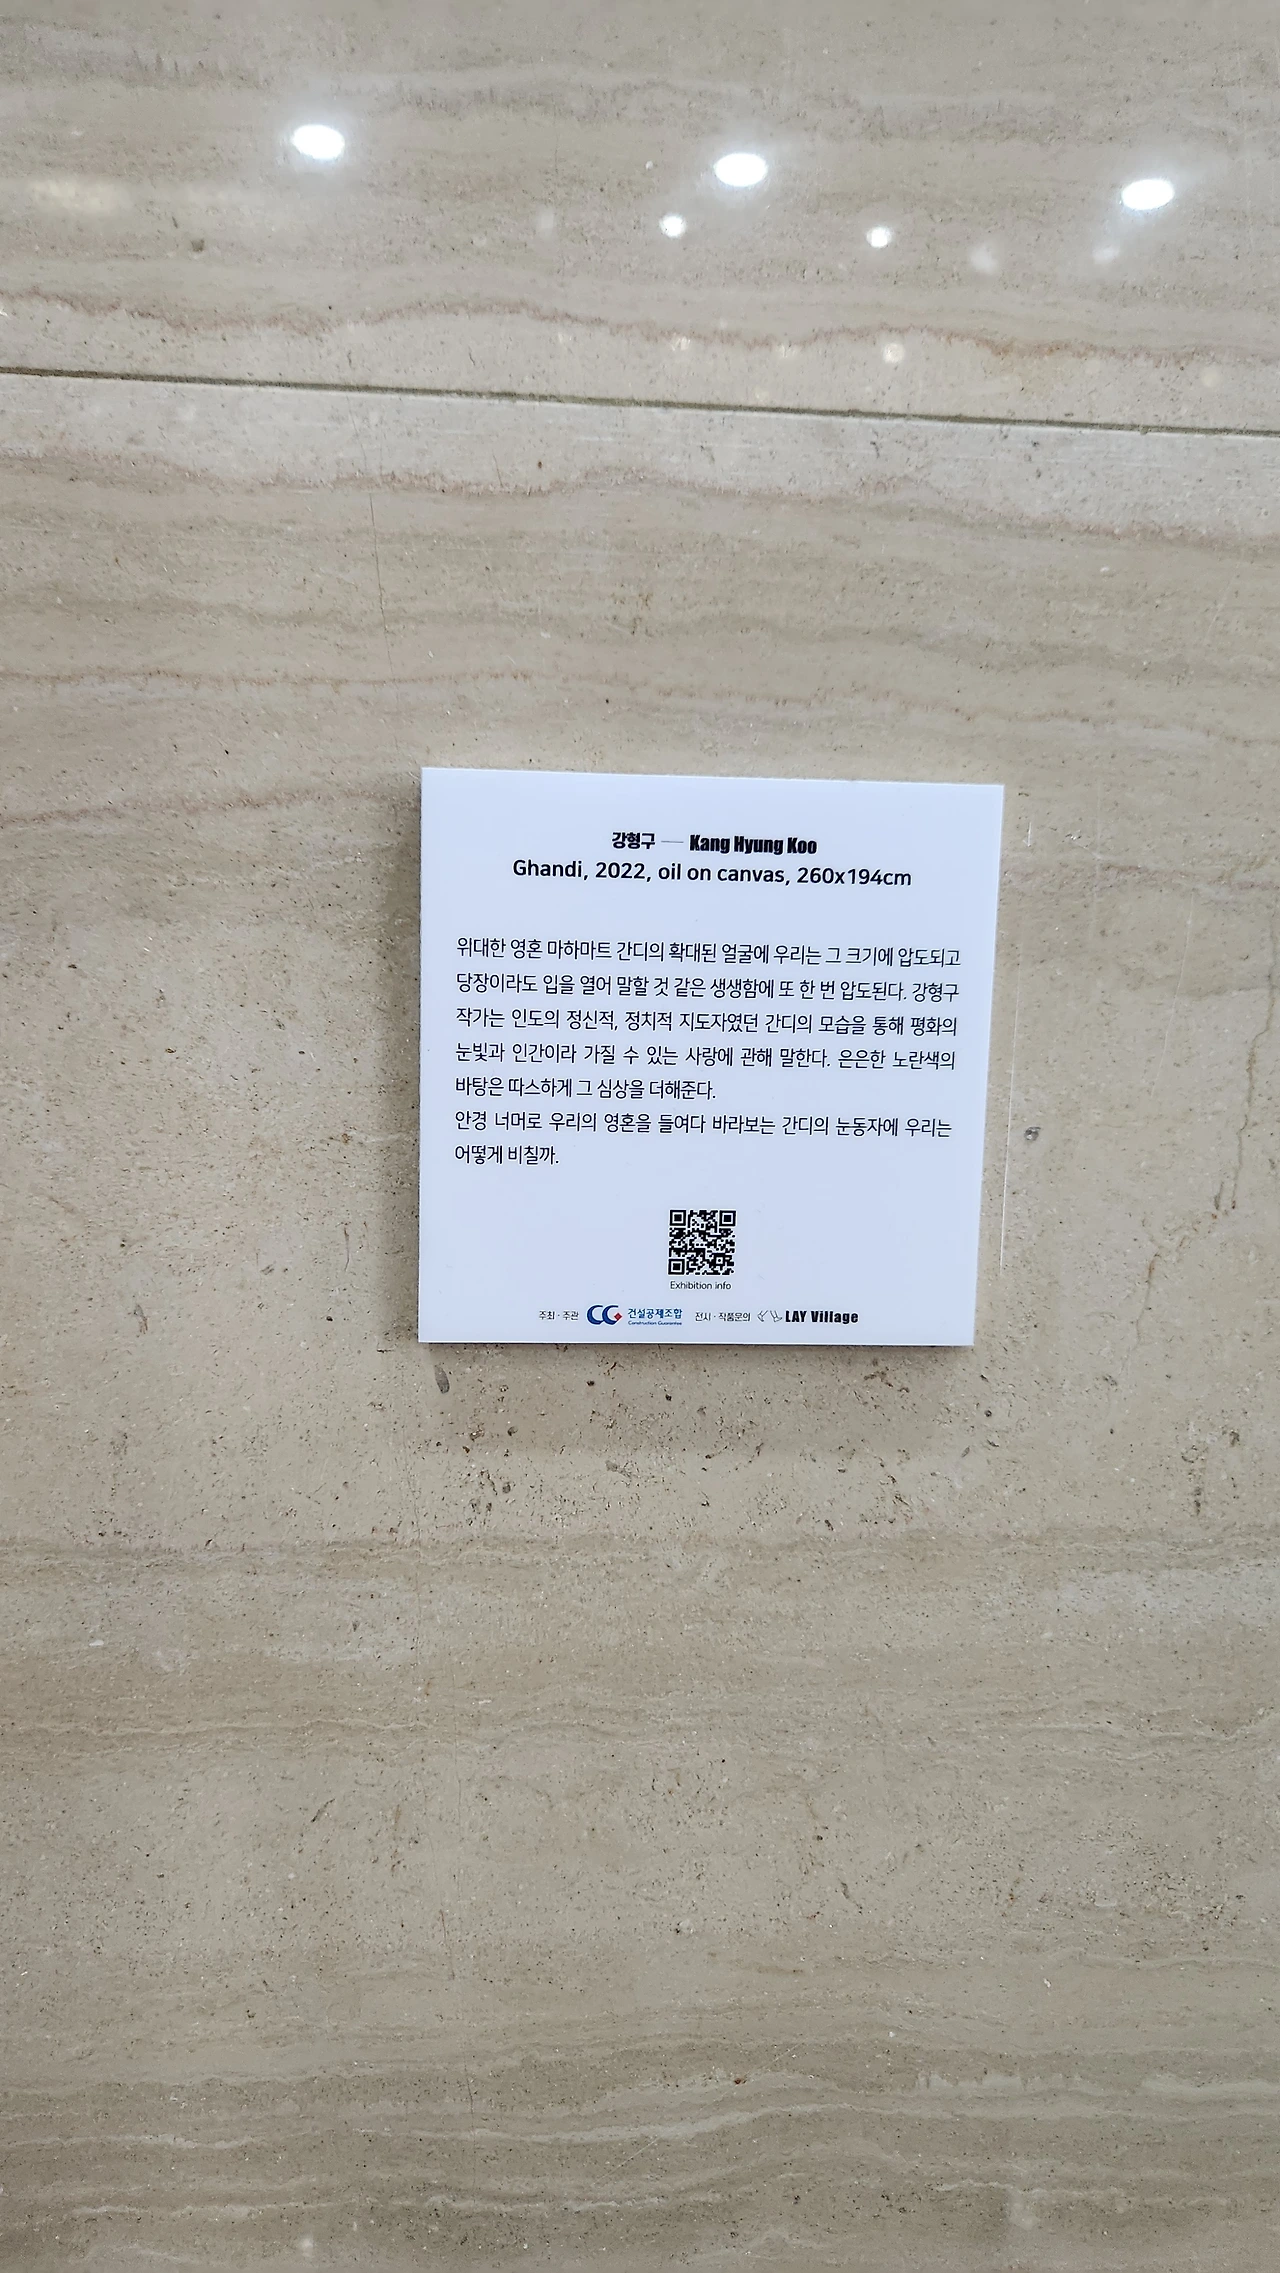 강형구 — Kang Hyung Koo
Ghandi, 2022, oil on canvas, 260x194cm
위대한 영혼 마하마트 간디의 확대된 얼굴에 우리는 그 크기에 압도되고
당장이라도 입을 열어 말할 것 같은 생생함에 또 한 번 압도된다. 강형구
작가는 인도의 정신적, 정치적 지도자였던 간디의 모습을 통해 평화의
눈빛과 인간이라 가질 수 있는 사랑에 관해 말한다. 은은한 노란색의
바탕은 따스하게 그 심상을 더해준다.
안경 너머로 우리의 영혼을 들여다 바라보는 간디의 눈동자에 우리는
어떻게 비칠까.
Exhibition info
주최 · 주관 CG 건설공제조합 전시 · 작품문의 LAY Village
Construction Guarantee